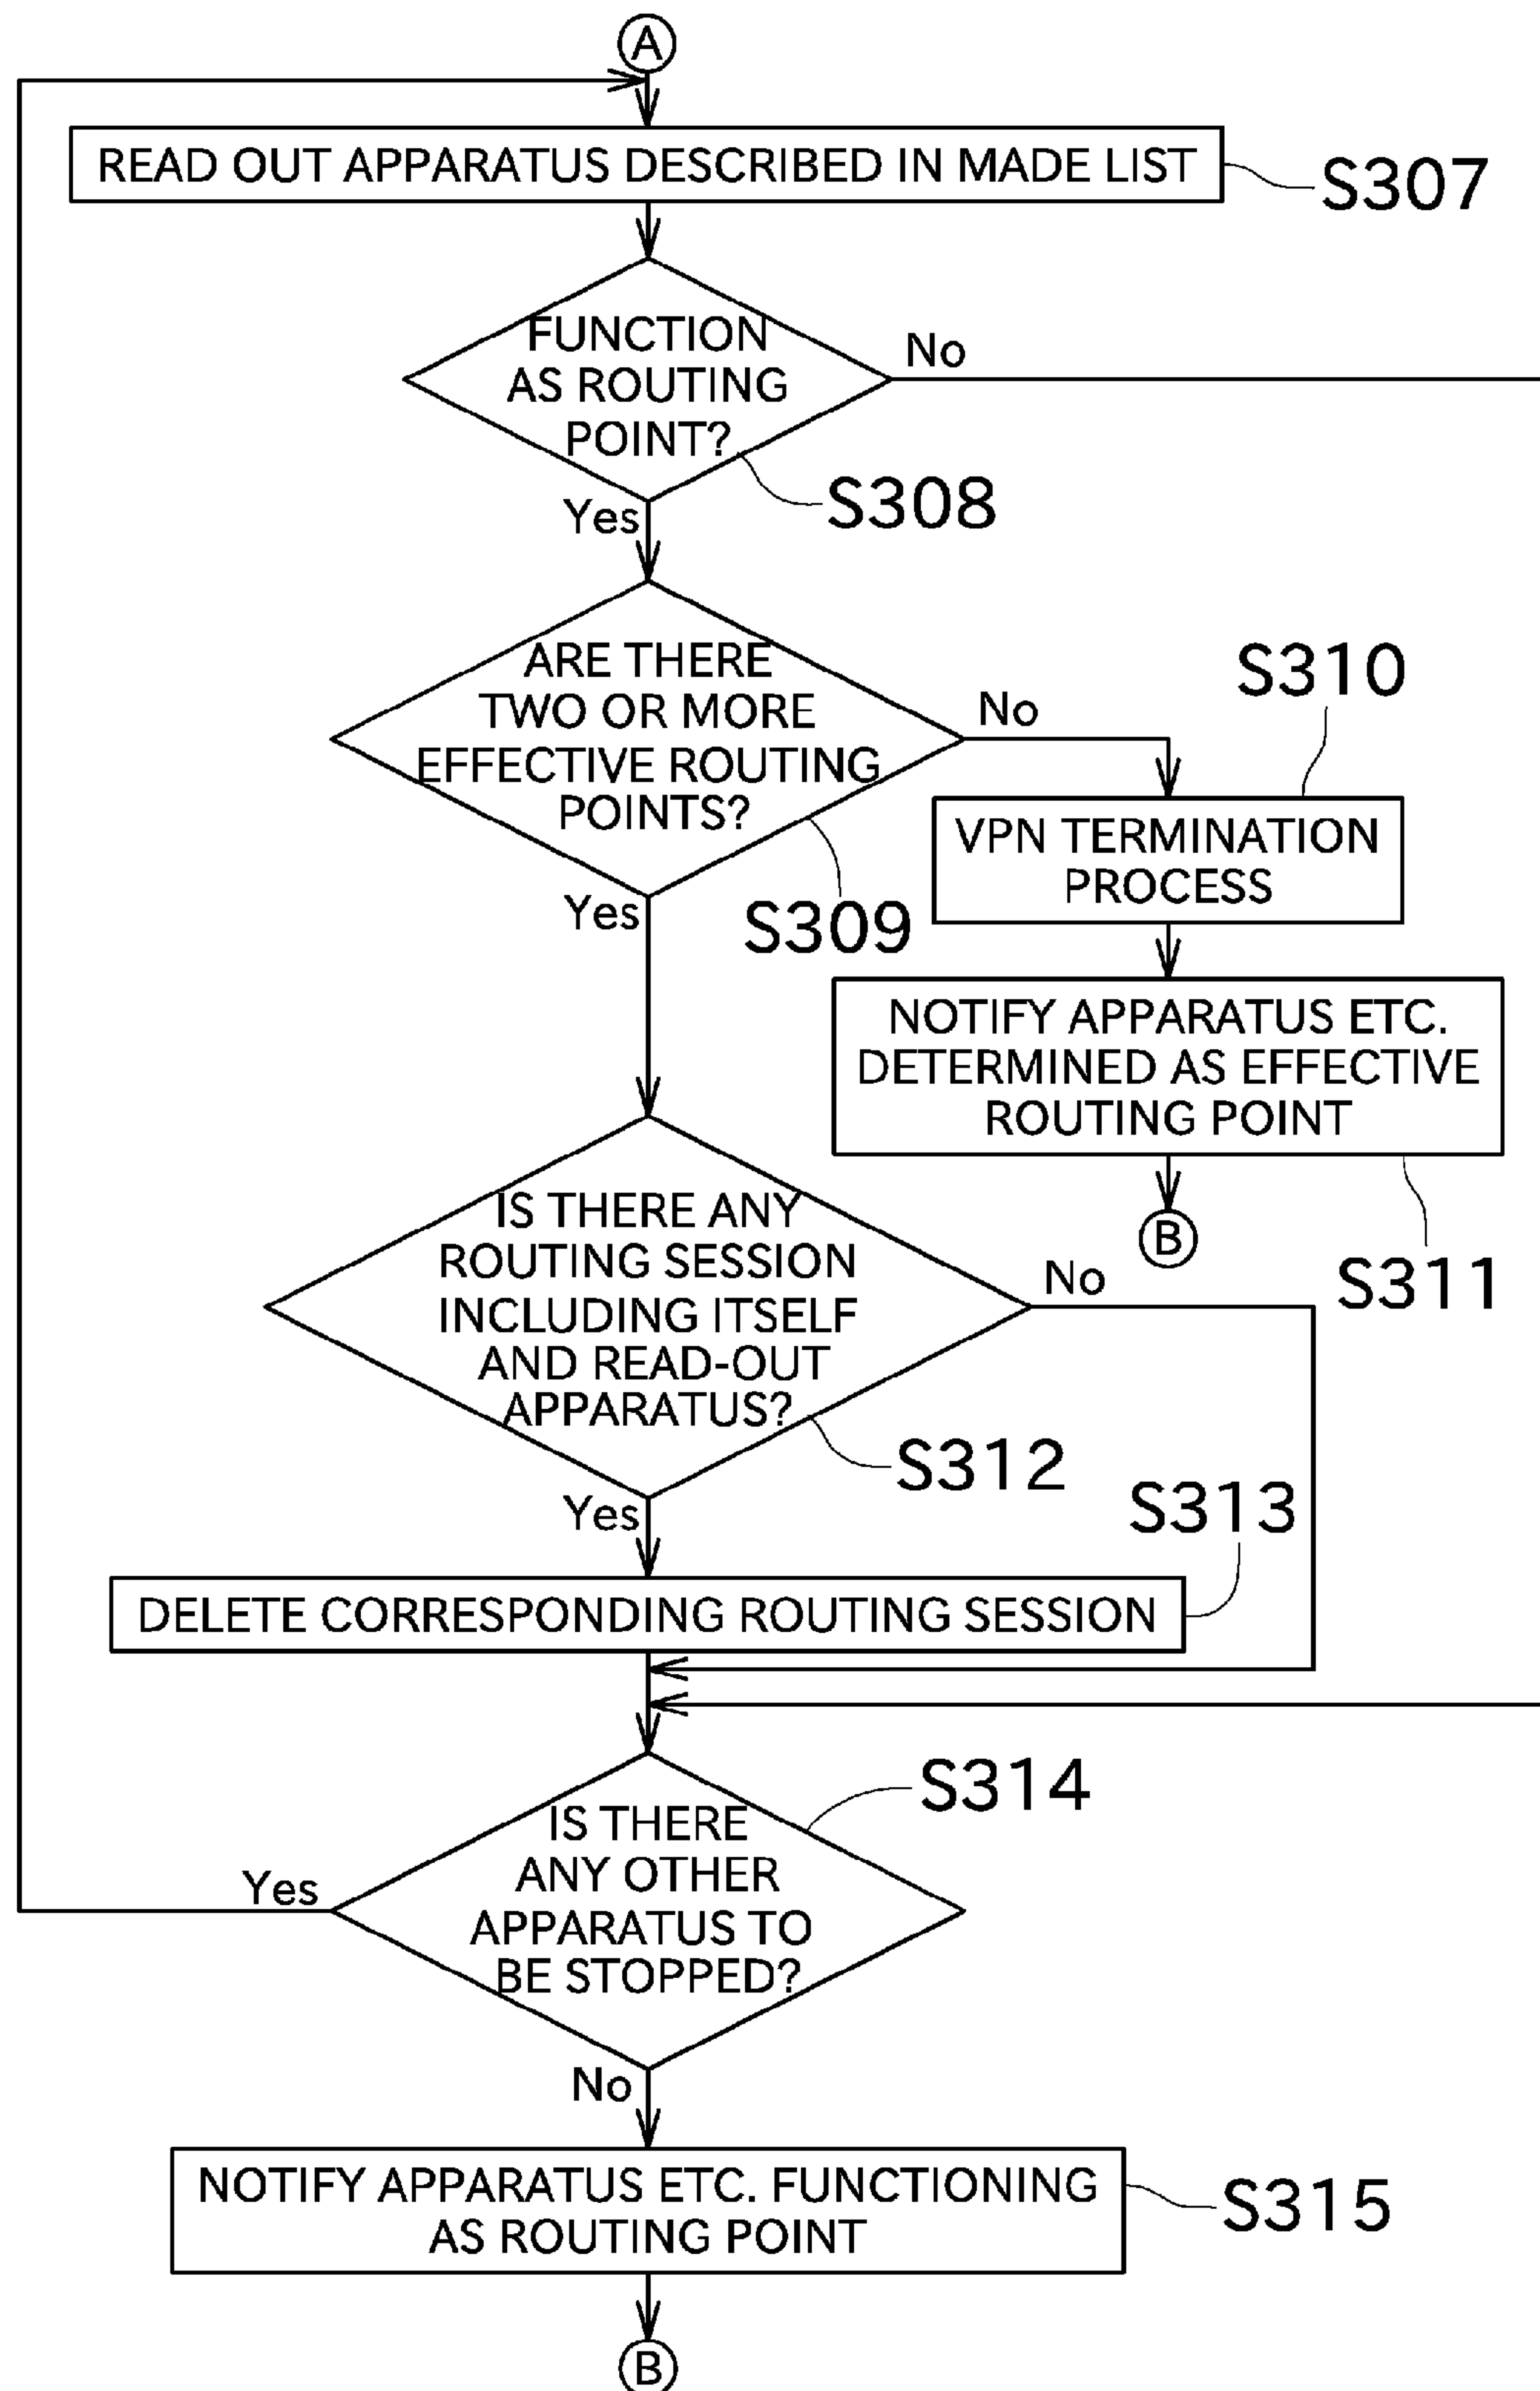 A
READ OUT APPARATUS DESCRIBED IN MADE LIST
S307
FUNCTION
AS ROUTING
POINT?
No
S308
Yes
ARE THERE
TWO OR MORE
EFFECTIVE ROUTING
POINTS?
No
S310
VPN TERMINATION
PROCESS
Yes
S309
NOTIFY APPARATUS ETC.
DETERMINED AS EFFECTIVE
ROUTING POINT
B
S311
IS THERE ANY
ROUTING SESSION
INCLUDING ITSELF
AND READ-OUT
APPARATUS?
No
S312
Yes
S313
DELETE CORRESPONDING ROUTING SESSION
S314
IS THERE
ANY OTHER
APPARATUS TO
BE STOPPED?
Yes
No
NOTIFY APPARATUS ETC. FUNCTIONING
AS ROUTING POINT
S315
B